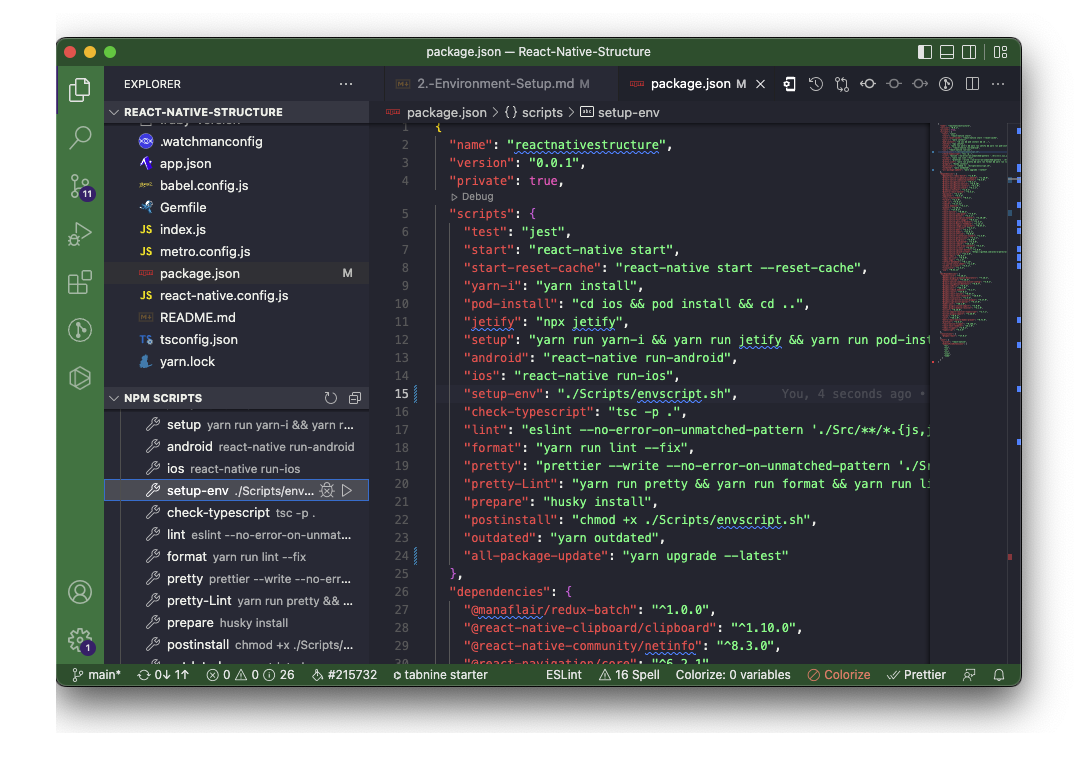 package.json — React-Native-Structure
EXPLORER
2.-Environment-Setup.md M
package.json M
REACT-NATIVE-STRUCTURE
package.json > {} scripts > abc setup-env
.watchmanconfig
app.json
babel.config.js
Gemfile
JS index.js
JS metro.config.js
package.json M
JS react-native.config.js
README.md
TS tsconfig.json
yarn.lock
NPM SCRIPTS
setup yarn run yarn-i && yarn r...
android react-native run-android
ios react-native run-ios
setup-env ./Scripts/env...
check-typescript tsc -p .
lint eslint --no-error-on-unmat...
format yarn run lint --fix
pretty prettier --write --no-err...
pretty-Lint yarn run pretty && ...
prepare husky install
postinstall chmod +x ./Scripts/...
11
1
1 {
2 "name": "reactnativestructure",
3 "version": "0.0.1",
4 "private": true,
Debug
5 "scripts": {
6 "test": "jest",
7 "start": "react-native start",
8 "start-reset-cache": "react-native start --reset-cache",
9 "yarn-i": "yarn install",
10 "pod-install": "cd ios && pod install && cd ..",
11 "jetify": "npx jetify",
12 "setup": "yarn run yarn-i && yarn run jetify && yarn run pod-inst
13 "android": "react-native run-android",
14 "ios": "react-native run-ios",
15 "setup-env": "./Scripts/envscript.sh", You, 4 seconds ago •
16 "check-typescript": "tsc -p .",
17 "lint": "eslint --no-error-on-unmatched-pattern './Src/**/*.{js,j
18 "format": "yarn run lint --fix",
19 "pretty": "prettier --write --no-error-on-unmatched-pattern './Sr
20 "pretty-Lint": "yarn run pretty && yarn run format && yarn run li
21 "prepare": "husky install",
22 "postinstall": "chmod +x ./Scripts/envscript.sh",
23 "outdated": "yarn outdated",
24 "all-package-update": "yarn upgrade --latest"
25 },
26 "dependencies": {
27 "@manaflair/redux-batch": "^1.0.0",
28 "@react-native-clipboard/clipboard": "^1.10.0",
29 "@react-native-community/netinfo": "^8.3.0",
30 "@react-navigation/core": "^6.2.1"
main* 0↓ 1↑ 0 0 26 #215732 tabnine starter ESLint 16 Spell Colorize: 0 variables Colorize Prettier